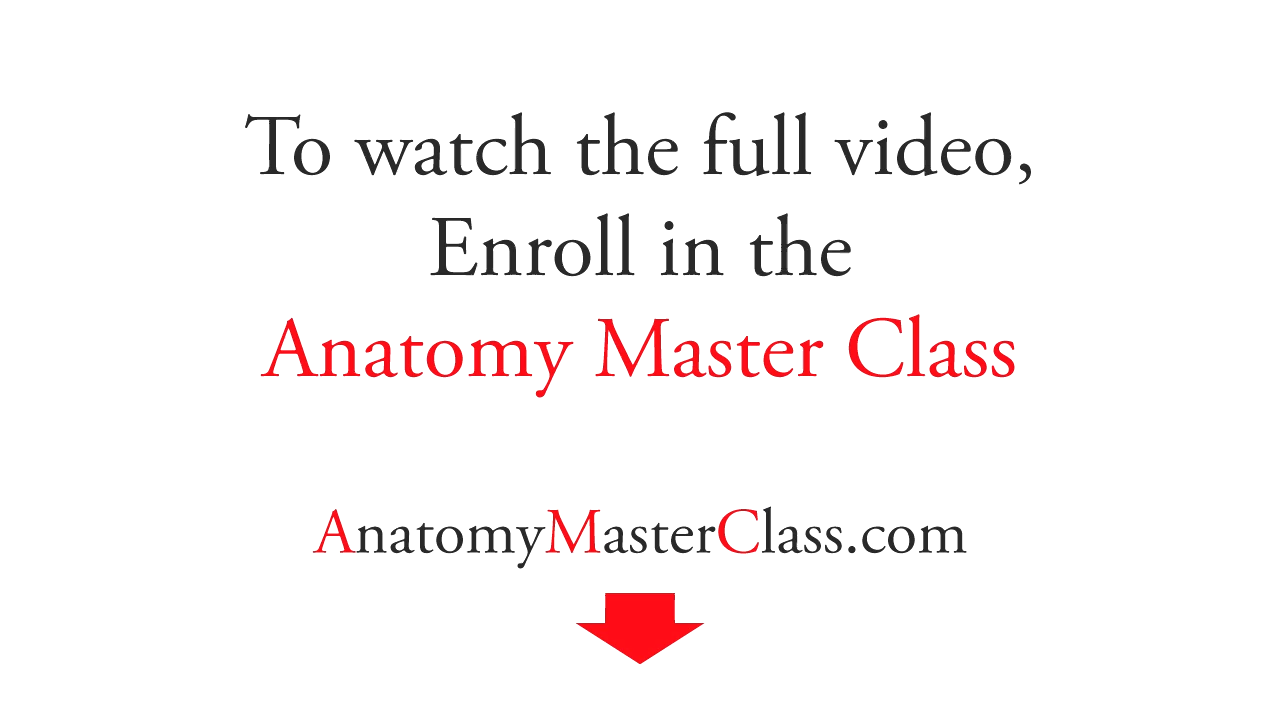 To watch the full video,
Enroll in the
Anatomy Master Class
AnatomyMasterClass.com